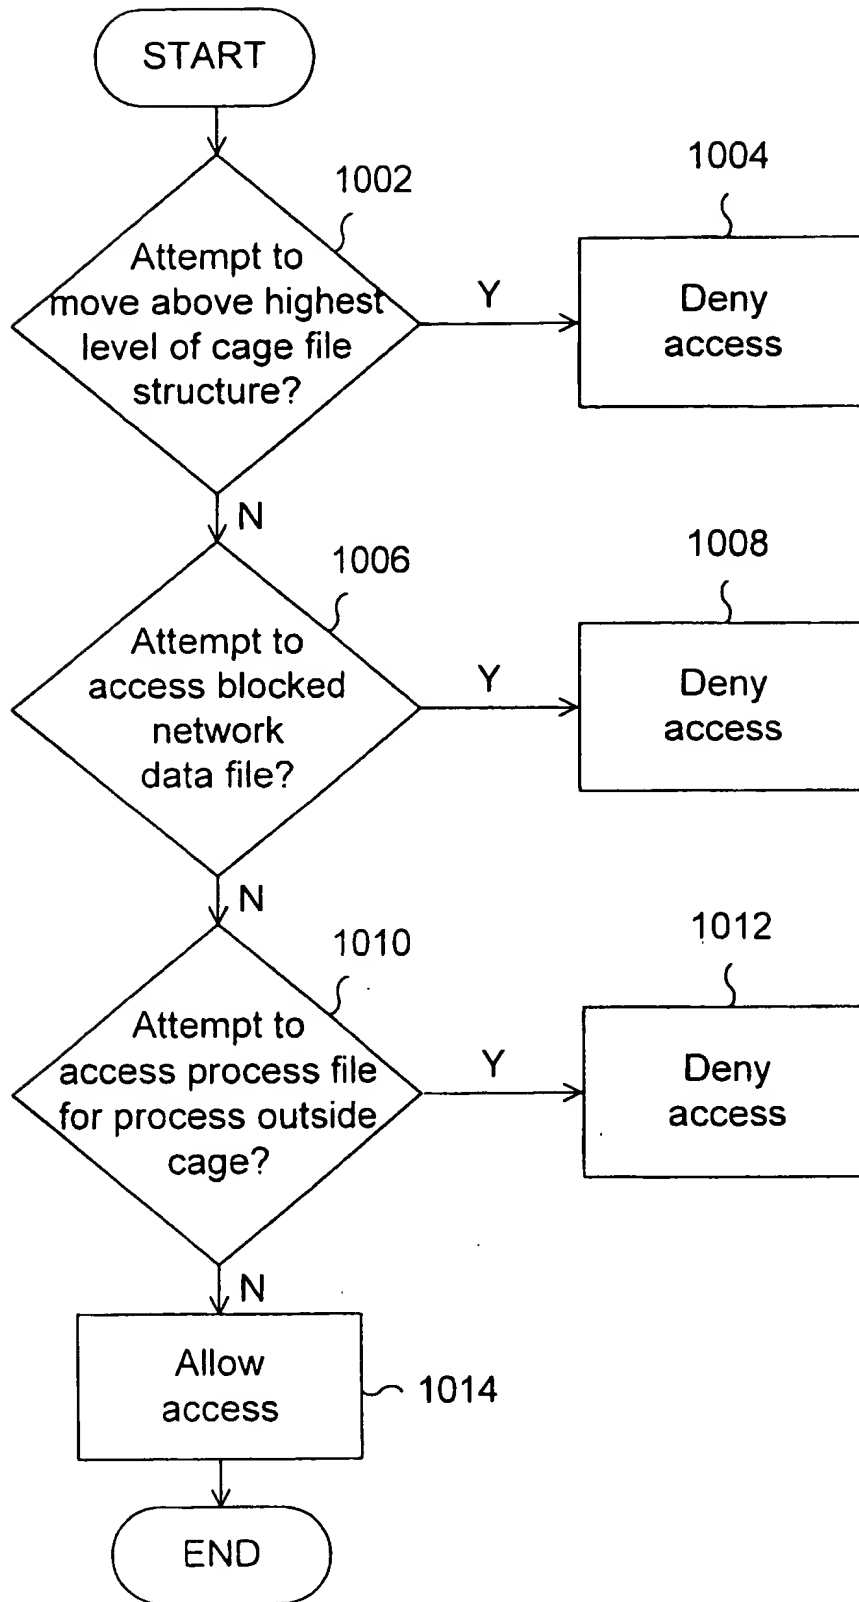 START
1002
Attempt to
move above highest
level of cage file
structure?
Y
1004
Deny
access
N
1006
Attempt to
access blocked
network
data file?
Y
1008
Deny
access
N
1010
Attempt to
access process file
for process outside
cage?
Y
1012
Deny
access
N
Allow
access
1014
END